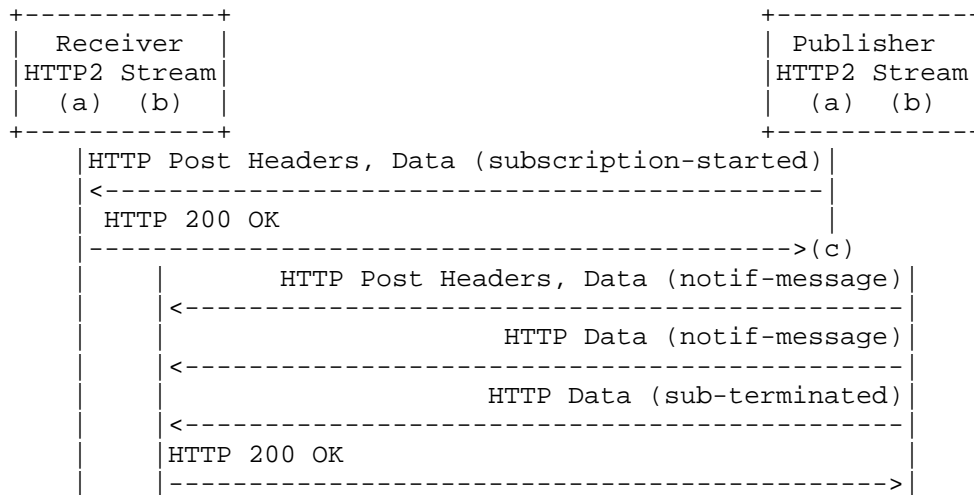 Receiver Publisher
HTTP2 Stream HTTP2 Stream
(a) (b) (a) (b)
HTTP Post Headers, Data (subscription-started)
HTTP 200 OK
(c)
HTTP Post Headers, Data (notif-message)
HTTP Data (notif-message)
HTTP Data (sub-terminated)
HTTP 200 OK